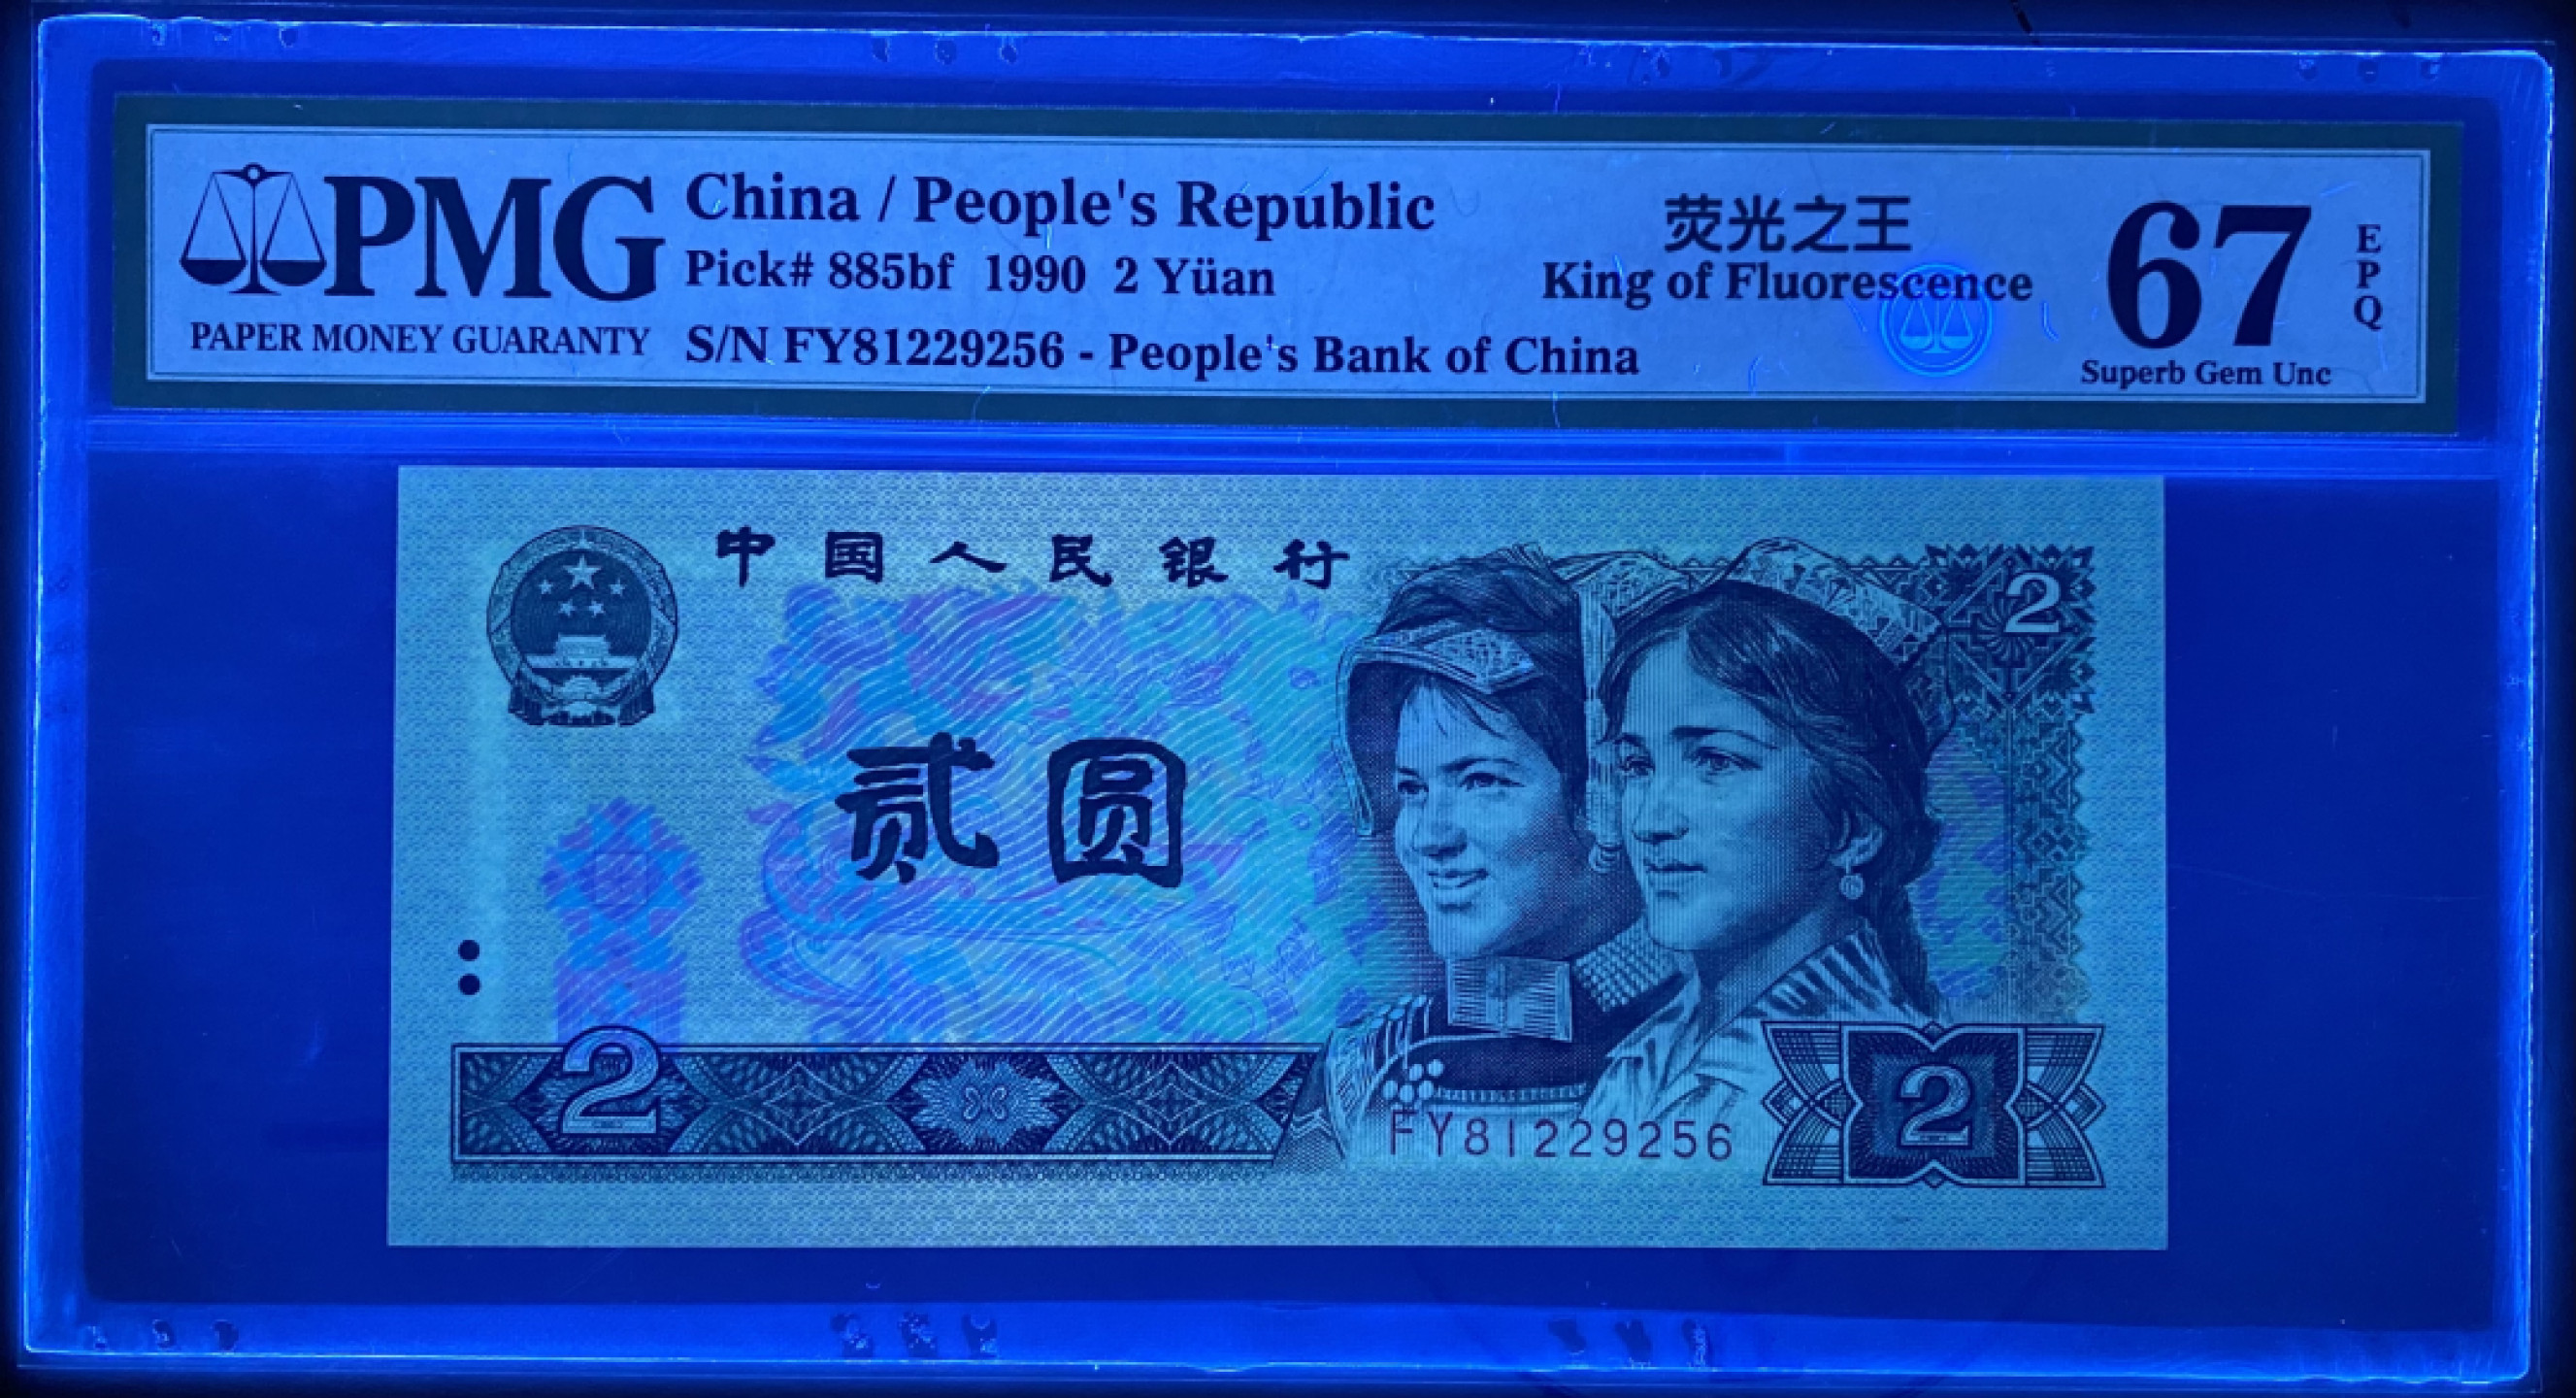 PMG
PAPER MONEY GUARANTY
China / People's Republic
Pick# 885bf 1990 2 Yüan
S/N FY81229256 - People's Bank of China
荧光之王
King of Fluorescence
67
EPQ
Superb Gem Unc
中国人民银行
2
贰圆
2
FY81229256
2